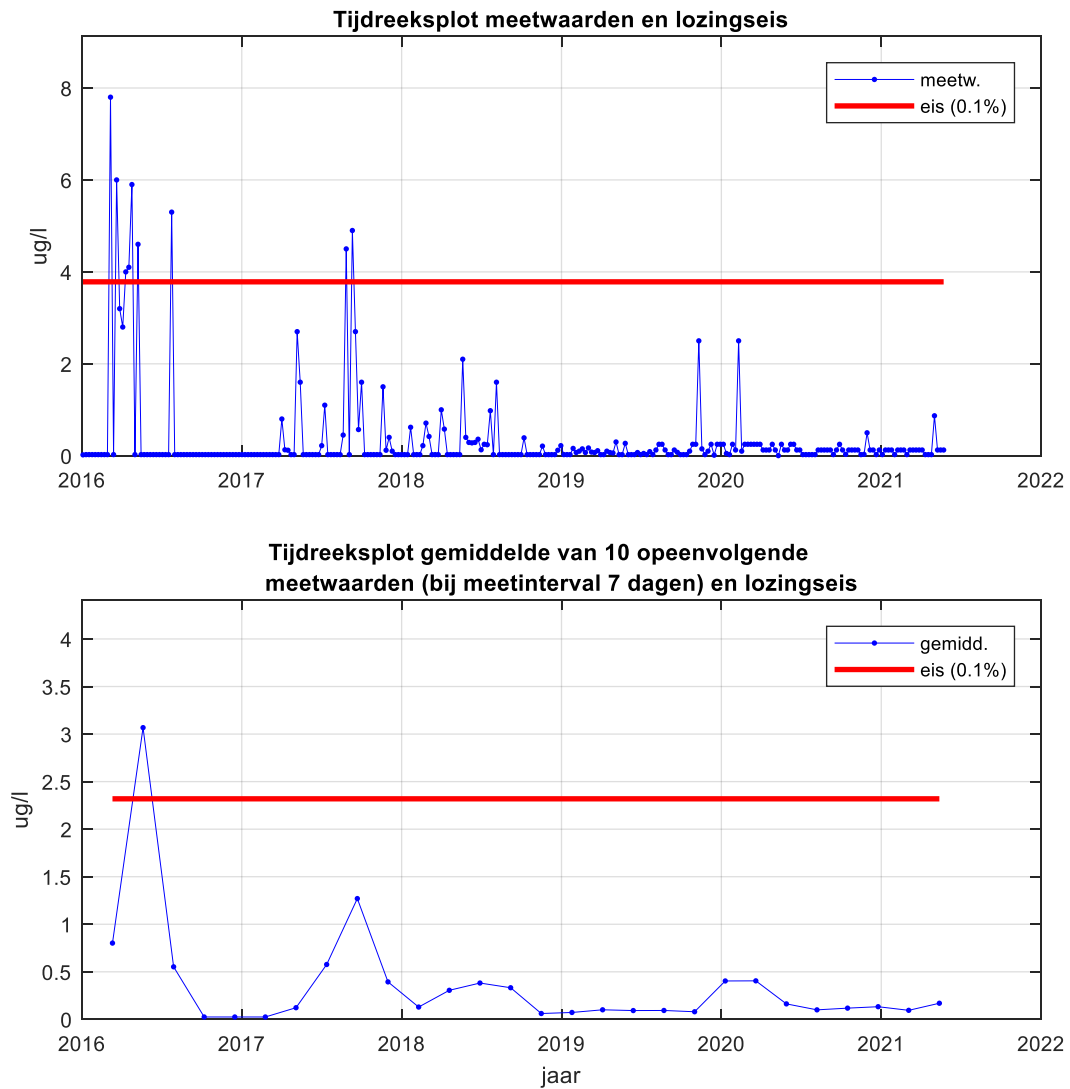 Tijdreeksplot meetwaarden en lozingseis
meetw.
eis (0.1%)
ug/l
8
6
4
2
0
2016 2017 2018 2019 2020 2021 2022
Tijdreeksplot gemiddelde van 10 opeenvolgende
meetwaarden (bij meetinterval 7 dagen) en lozingseis
gemidd.
eis (0.1%)
ug/l
4
3.5
3
2.5
2
1.5
1
0.5
0
2016 2017 2018 2019 2020 2021 2022
jaar